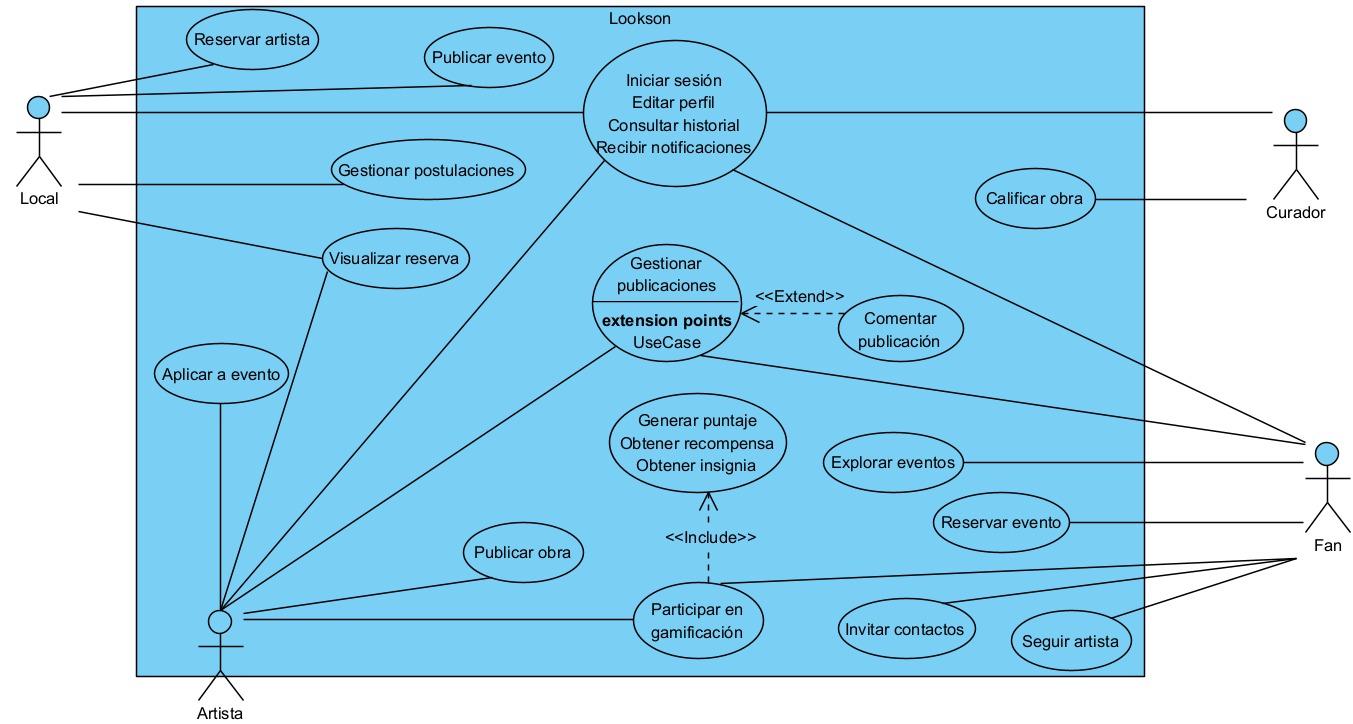 Lookson
Reservar artista
Publicar evento
Iniciar sesión
Editar perfil
Consultar historial
Recibir notificaciones
Local
Gestionar postulaciones
Calificar obra
Curador
Visualizar reserva
Gestionar
publicaciones
extension points
UseCase
<<Extend>>
Comentar
publicación
Aplicar a evento
Generar puntaje
Obtener recompensa
Obtener insignia
Explorar eventos
Reservar evento
<<Include>>
Fan
Publicar obra
Participar en
gamificación
Invitar contactos
Seguir artista
Artista